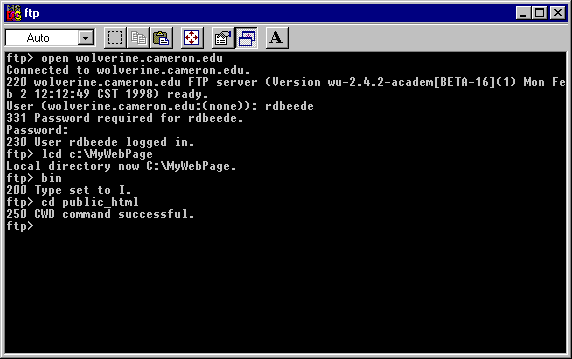 ftp
Auto
A
ftp> open wolverine.cameron.edu
Connected to wolverine.cameron.edu.
220 wolverine.cameron.edu FTP server (Version wu-2.4.2-academ[BETA-16](1) Mon Fe
b 2 12:12:49 CST 1998) ready.
User (wolverine.cameron.edu:(none)): rdbeede
331 Password required for rdbeede.
Password:
230 User rdbeede logged in.
ftp> lcd c:\MyWebPage
Local directory now C:\MyWebPage.
ftp> bin
200 Type set to I.
ftp> cd public_html
250 CWD command successful.
ftp>